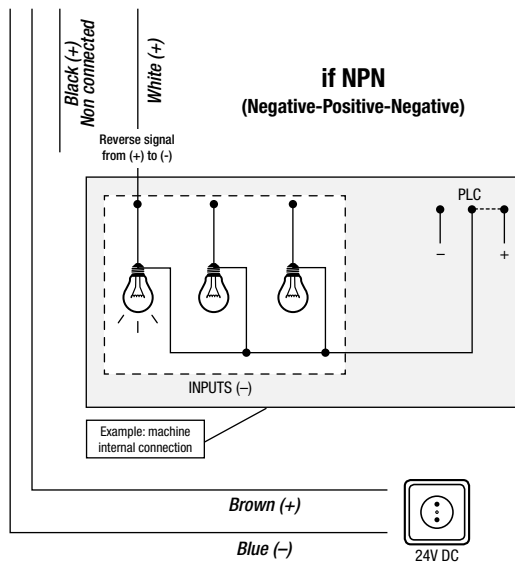 Black (+)
Non connected
White (+)
if NPN
(Negative-Positive-Negative)
Reverse signal
from (+) to (-)
PLC
– +
INPUTS (–)
Example: machine
internal connection
Brown (+)
Blue (–)
24V DC